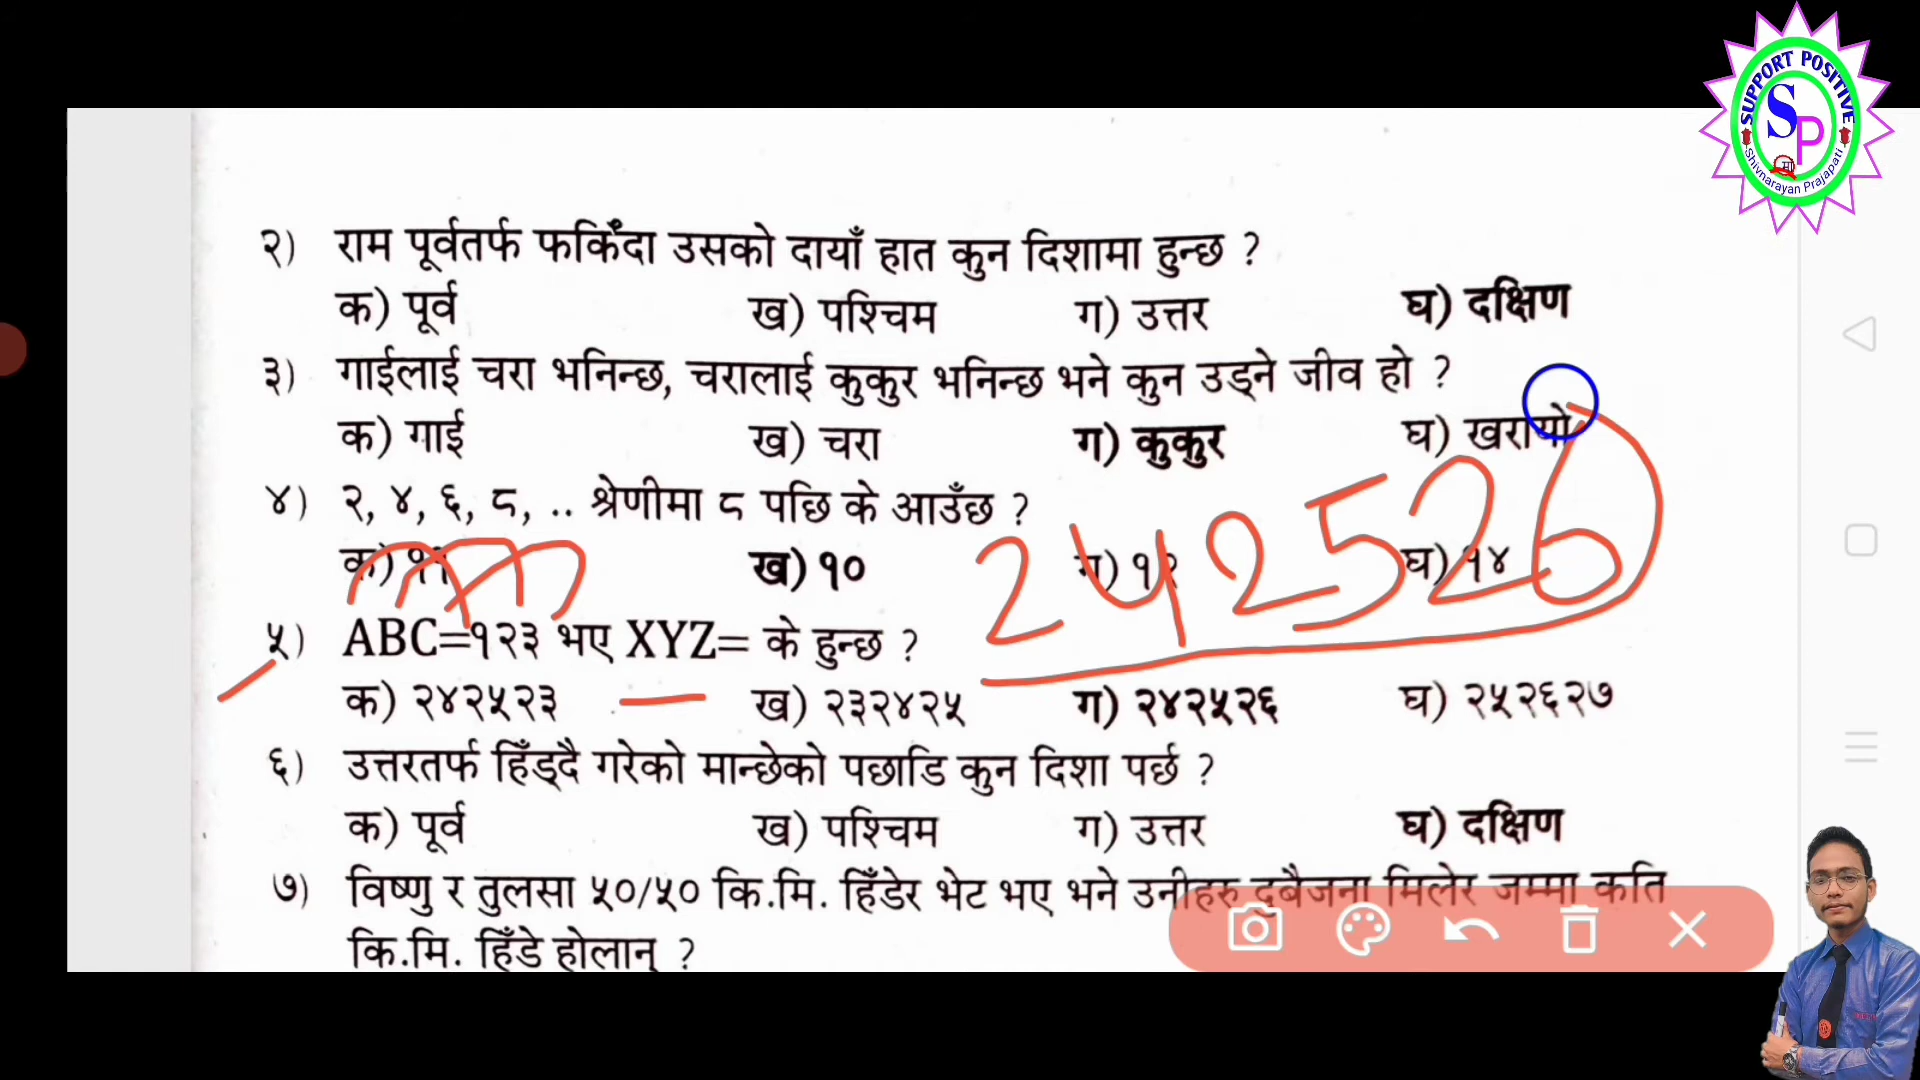 SUPPORT POSITIVE
SP
मा
Shivnarayan Prajapati
२) राम पूर्वतर्फ फर्किँदा उसको दायाँ हात कुन दिशामा हुन्छ ?
क) पूर्व ख) पश्चिम ग) उत्तर घ) दक्षिण
३) गाईलाई चरा भनिन्छ, चरालाई कुकुर भनिन्छ भने कुन उड्ने जीव हो ?
क) गाई ख) चरा ग) कुकुर घ) खरायो
४) २, ४, ६, ८, .. श्रेणीमा ८ पछि के आउँछ ?
क) ख) १० ग) १२ घ) १४
242526
५) ABC=१२३ भए XYZ= के हुन्छ ?
क) २४२५२३ ख) २३२४२५ ग) २४२५२६ घ) २५२६२७
६) उत्तरतर्फ हिँड्दै गरेको मान्छेको पछाडि कुन दिशा पर्छ ?
क) पूर्व ख) पश्चिम ग) उत्तर घ) दक्षिण
७) विष्णु र तुलसा ५०/५० कि.मि. हिँडेर भेट भए भने उनीहरु दुबैजना मिलेर जम्मा कति
कि.मि. हिँडे होलान् ?